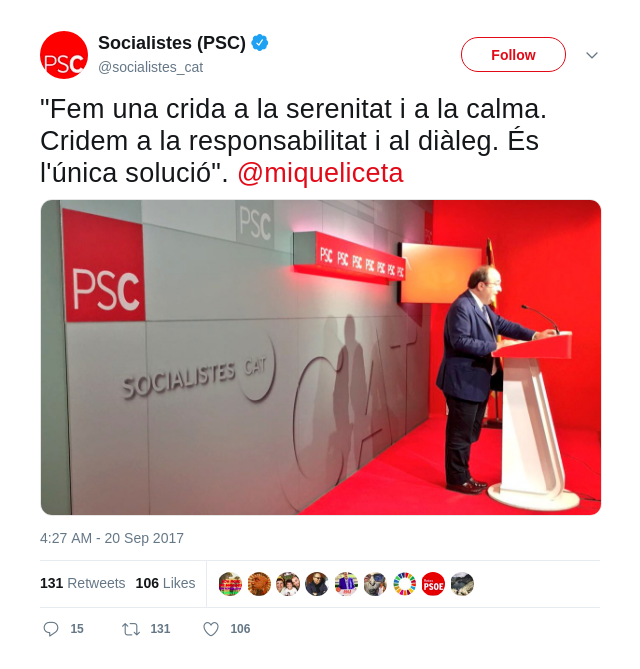 Socialistes (PSC)
@socialistes_cat
Follow
"Fem una crida a la serenitat i a la calma.
Cridem a la responsabilitat i al diàleg. És
l'única solució". @miqueliceta
PSC
PSC
PSC
PSC PSC PSC PSC PSC PSC PSC
SOCIALISTES CAT
CAT
4:27 AM - 20 Sep 2017
131 Retweets 106 Likes
PSOE
15 131 106